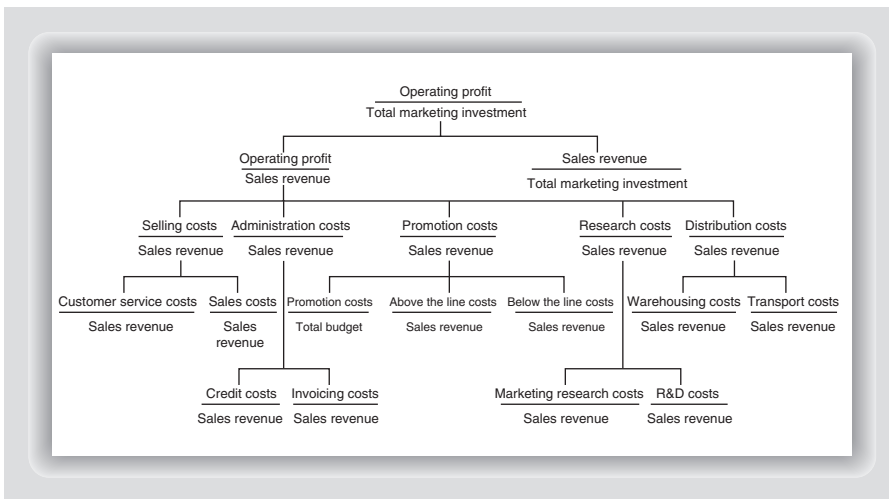 Operating profit
Total marketing investment
Operating profit
Sales revenue
Sales revenue
Total marketing investment
Selling costs
Sales revenue
Administration costs
Sales revenue
Promotion costs
Sales revenue
Research costs
Sales revenue
Distribution costs
Sales revenue
Customer service costs
Sales revenue
Sales costs
Sales
revenue
Promotion costs
Total budget
Above the line costs
Sales revenue
Below the line costs
Sales revenue
Warehousing costs
Sales revenue
Transport costs
Sales revenue
Credit costs
Sales revenue
Invoicing costs
Sales revenue
Marketing research costs
Sales revenue
R&D costs
Sales revenue